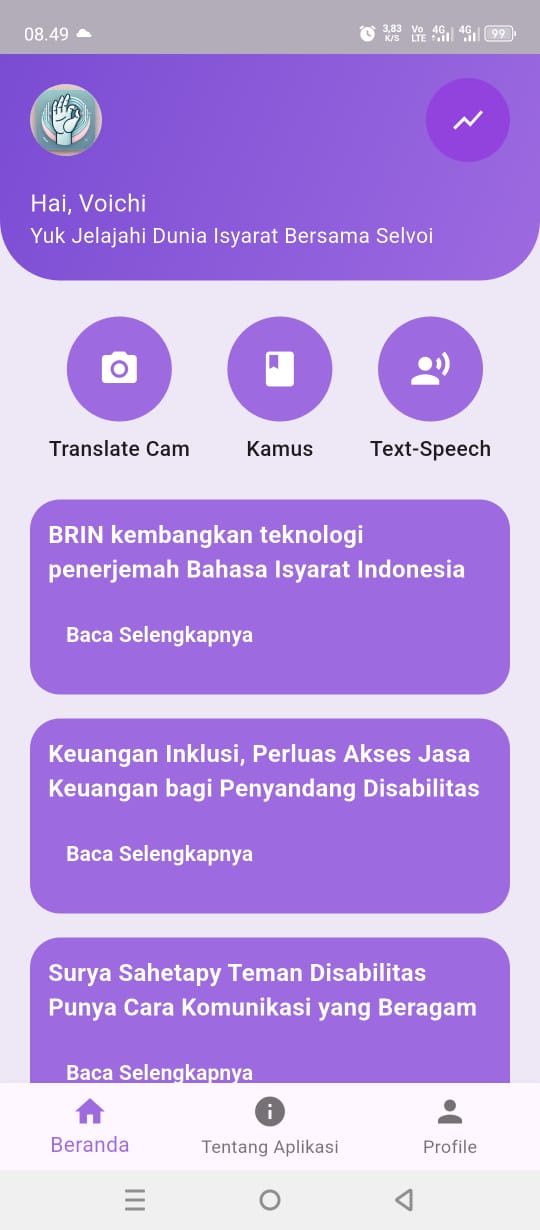 08.49
3,83
K/S
Vo
LTE
4G
4G
99
Hai, Voichi
Yuk Jelajahi Dunia Isyarat Bersama Selvoi
Translate Cam
Kamus
Text-Speech
BRIN kembangkan teknologi
penerjemah Bahasa Isyarat Indonesia
Baca Selengkapnya
Keuangan Inklusi, Perluas Akses Jasa
Keuangan bagi Penyandang Disabilitas
Baca Selengkapnya
Surya Sahetapy Teman Disabilitas
Punya Cara Komunikasi yang Beragam
Baca Selengkapnya
Beranda
Tentang Aplikasi
Profile